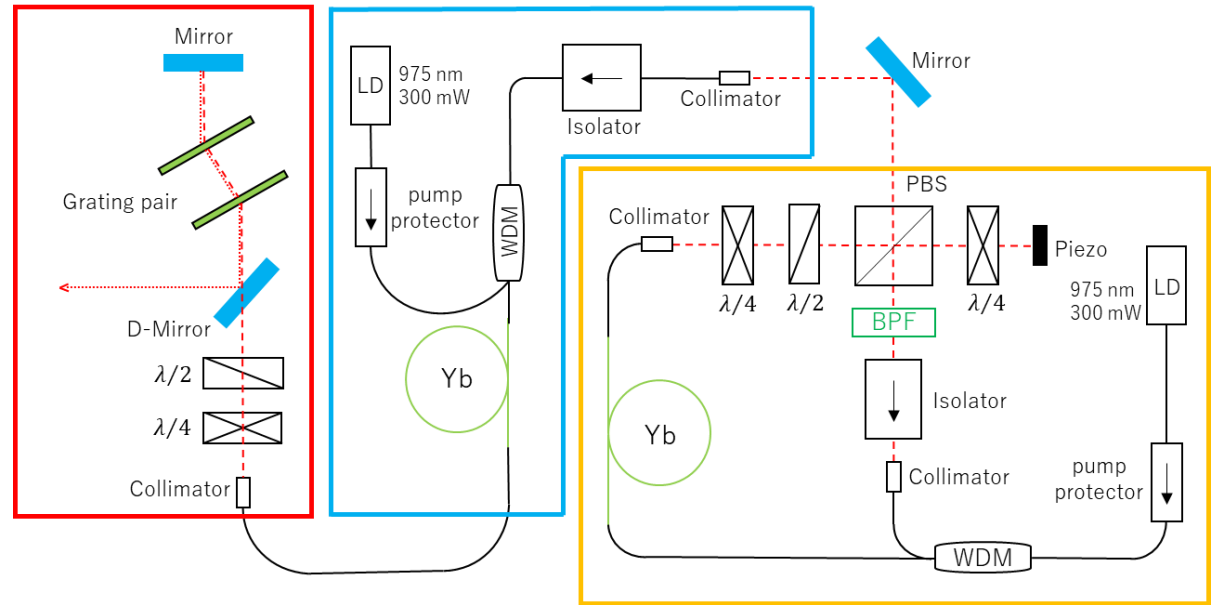 Mirror
Grating pair
D-Mirror
λ/2
λ/4
Collimator
LD
975 nm
300 mW
pump
protector
Isolator
Collimator
WDM
Yb
Mirror
PBS
Collimator
λ/4
λ/2
λ/4
Piezo
BPF
975 nm
300 mW
LD
Isolator
Yb
Collimator
pump
protector
WDM